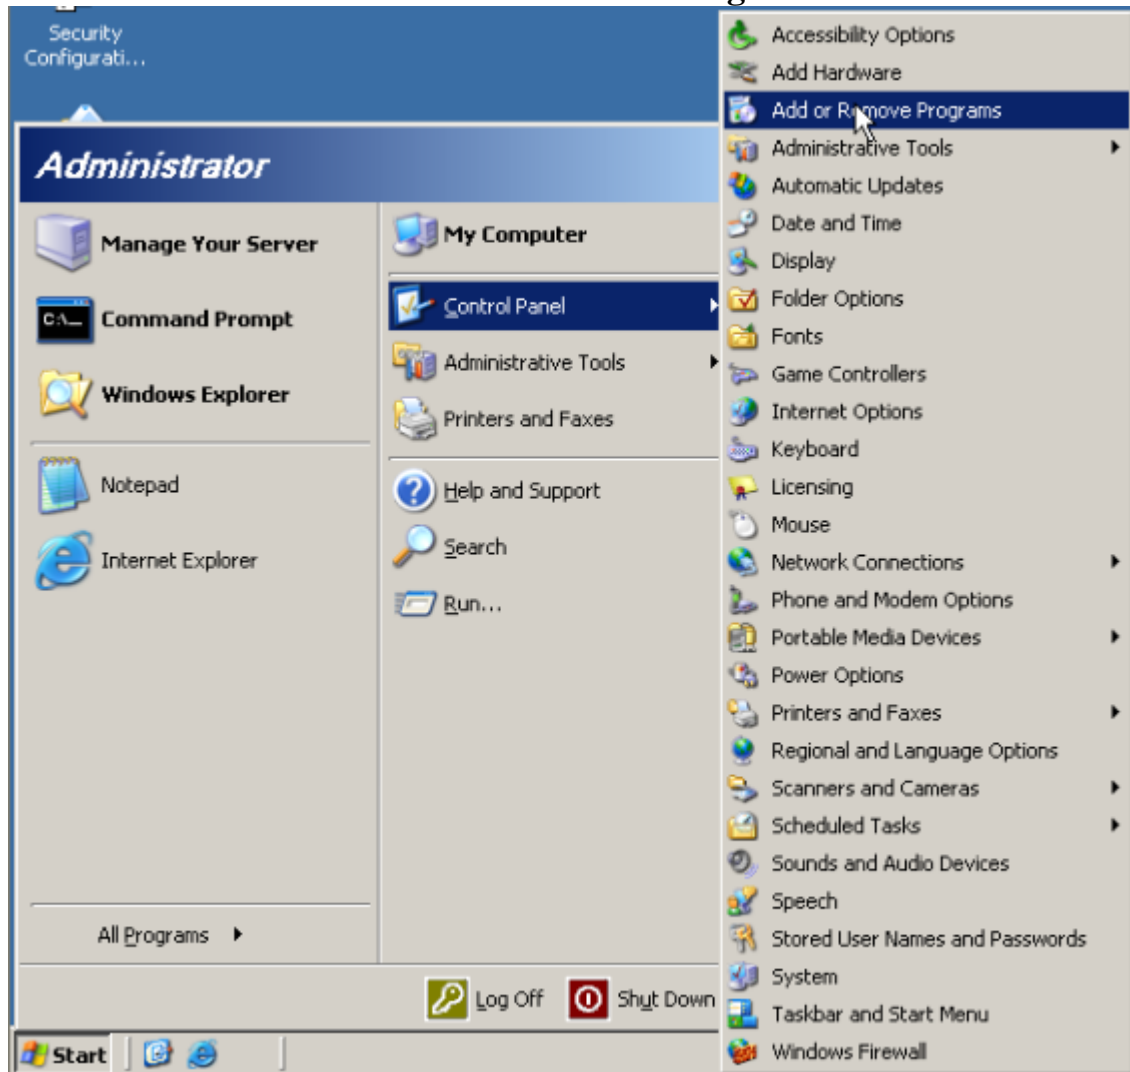 Security
Configurati...
Administrator
Manage Your Server
Command Prompt
Windows Explorer
Notepad
Internet Explorer
All Programs
My Computer
Control Panel
Administrative Tools
Printers and Faxes
Help and Support
Search
Run...
Log Off
Shut Down
Start
Accessibility Options
Add Hardware
Add or Remove Programs
Administrative Tools
Automatic Updates
Date and Time
Display
Folder Options
Fonts
Game Controllers
Internet Options
Keyboard
Licensing
Mouse
Network Connections
Phone and Modem Options
Portable Media Devices
Power Options
Printers and Faxes
Regional and Language Options
Scanners and Cameras
Scheduled Tasks
Sounds and Audio Devices
Speech
Stored User Names and Passwords
System
Taskbar and Start Menu
Windows Firewall